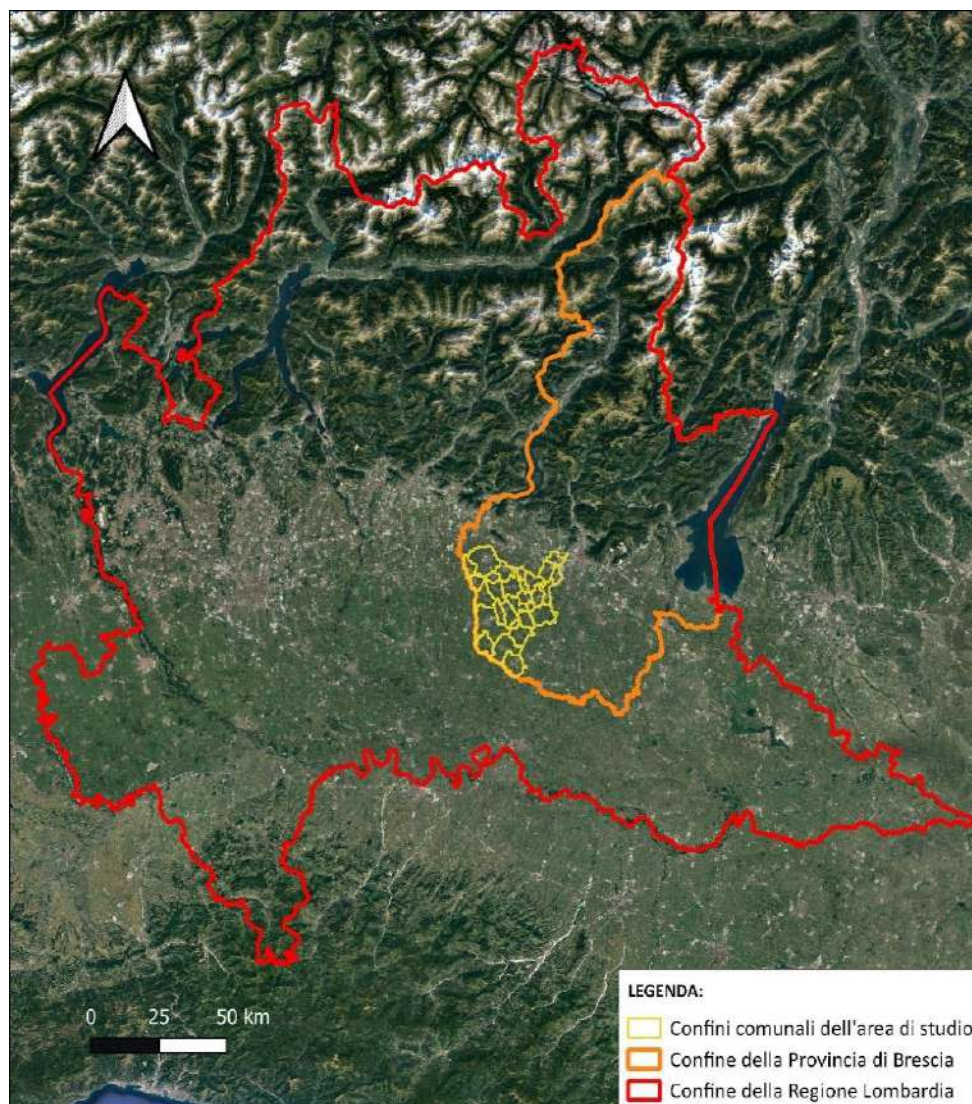 0 25 50 km
LEGENDA:
Confini comunali dell'area di studio
Confine della Provincia di Brescia
Confine della Regione Lombardia